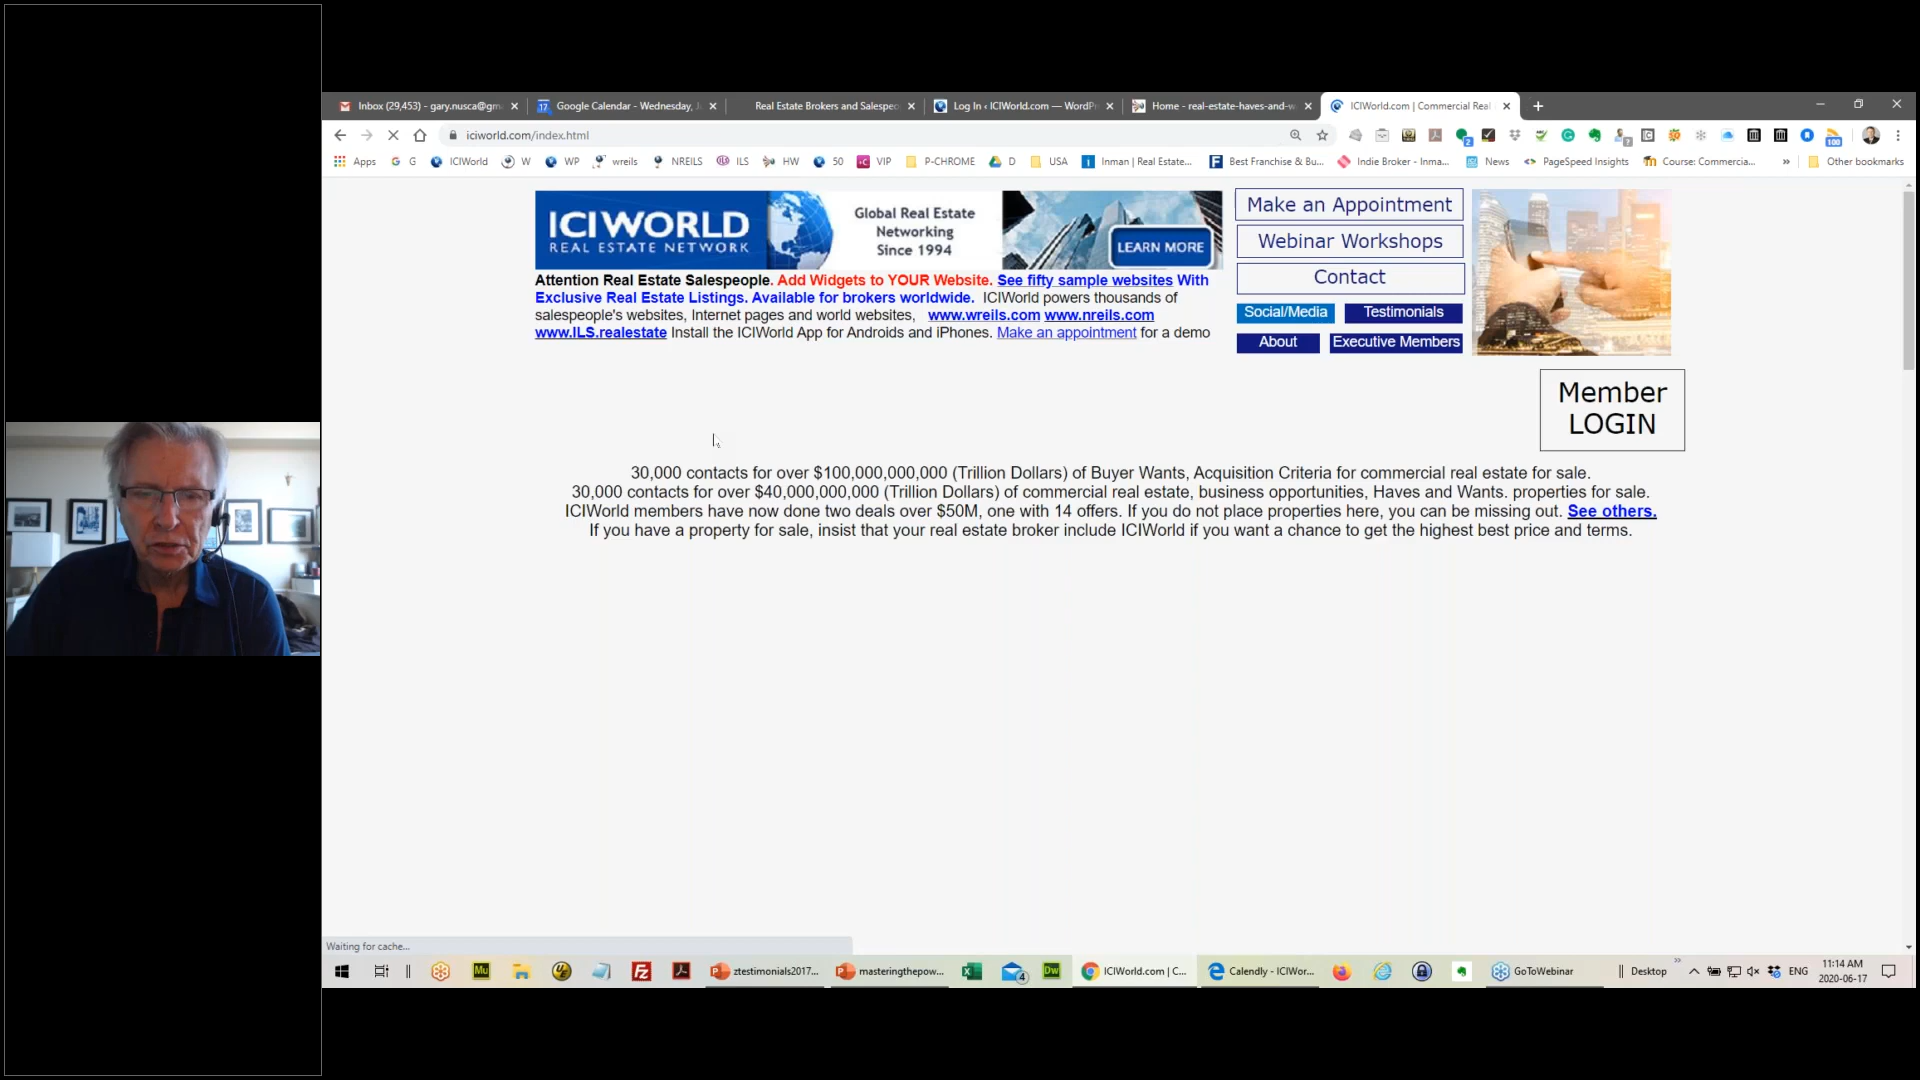 Inbox (29,453) - gary.nusca@gm
Google Calendar - Wednesday, J
Real Estate Brokers and Salespeo
Log In ‹ ICIWorld.com — WordPr
Home - real-estate-haves-and-w
ICIWorld.com | Commercial Real
iciworld.com/index.html
Apps G ICIWorld W WP wreils NREILS ILS HW 50 VIP P-CHROME D USA Inman | Real Estate... Best Franchise & Bu... Indie Broker - Inma... News PageSpeed Insights Course: Commercia... » Other bookmarks
ICIWORLD
REAL ESTATE NETWORK
Global Real Estate
Networking
Since 1994
LEARN MORE
Make an Appointment
Webinar Workshops
Contact
Social/Media Testimonials
About Executive Members
Attention Real Estate Salespeople. Add Widgets to YOUR Website. See fifty sample websites With
Exclusive Real Estate Listings. Available for brokers worldwide. ICIWorld powers thousands of
salespeople's websites, Internet pages and world websites, www.wreils.com www.nreils.com
www.ILS.realestate Install the ICIWorld App for Androids and iPhones. Make an appointment for a demo
Member
LOGIN
30,000 contacts for over $100,000,000,000 (Trillion Dollars) of Buyer Wants, Acquisition Criteria for commercial real estate for sale.
30,000 contacts for over $40,000,000,000 (Trillion Dollars) of commercial real estate, business opportunities, Haves and Wants. properties for sale.
ICIWorld members have now done two deals over $50M, one with 14 offers. If you do not place properties here, you can be missing out. See others.
If you have a property for sale, insist that your real estate broker include ICIWorld if you want a chance to get the highest best price and terms.
Waiting for cache...
ztestimonials2017... masteringthepow... ICIWorld.com | C... Calendly - ICIWor... GoToWebinar Desktop ENG
11:14 AM
2020-06-17